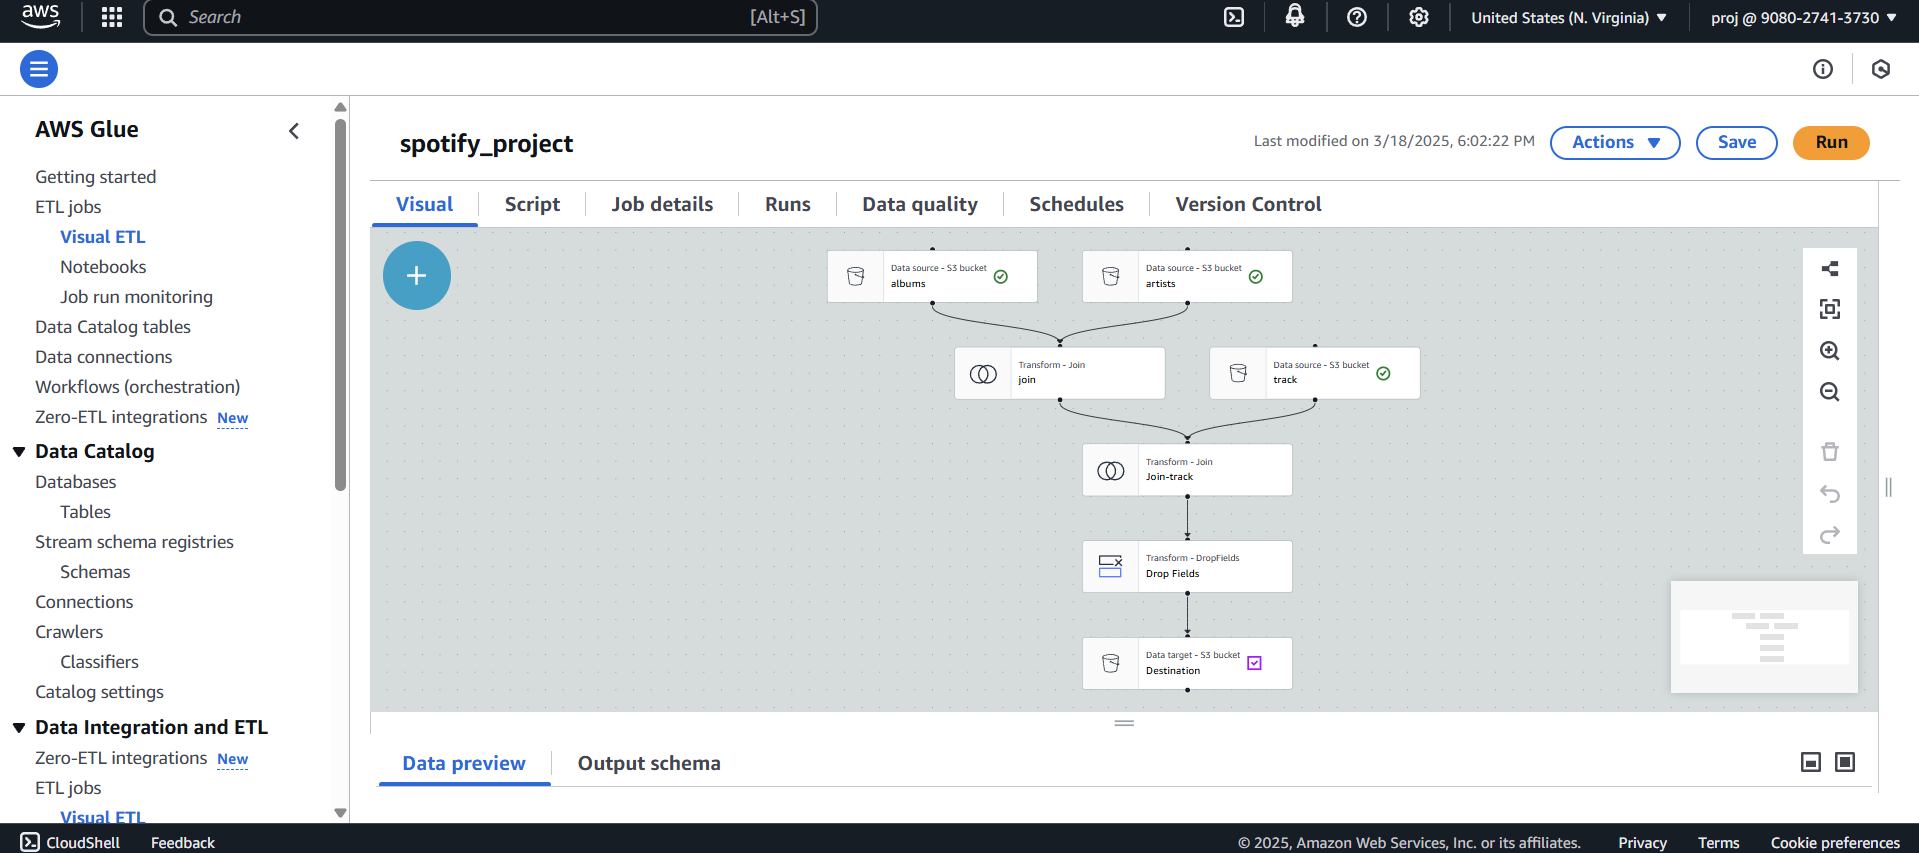 aws
Search [Alt+S]
United States (N. Virginia)
proj @ 9080-2741-3730
AWS Glue
Getting started
ETL jobs
Visual ETL
Notebooks
Job run monitoring
Data Catalog tables
Data connections
Workflows (orchestration)
Zero-ETL integrations New
Data Catalog
Databases
Tables
Stream schema registries
Schemas
Connections
Crawlers
Classifiers
Catalog settings
Data Integration and ETL
Zero-ETL integrations New
ETL jobs
Visual ETL
spotify_project
Last modified on 3/18/2025, 6:02:22 PM
Actions
Save
Run
Visual
Script
Job details
Runs
Data quality
Schedules
Version Control
Data source - S3 bucket
albums
Data source - S3 bucket
artists
Transform - Join
join
Data source - S3 bucket
track
Transform - Join
Join-track
Transform - DropFields
Drop Fields
Data target - S3 bucket
Destination
Data preview
Output schema
CloudShell
Feedback
© 2025, Amazon Web Services, Inc. or its affiliates.
Privacy
Terms
Cookie preferences